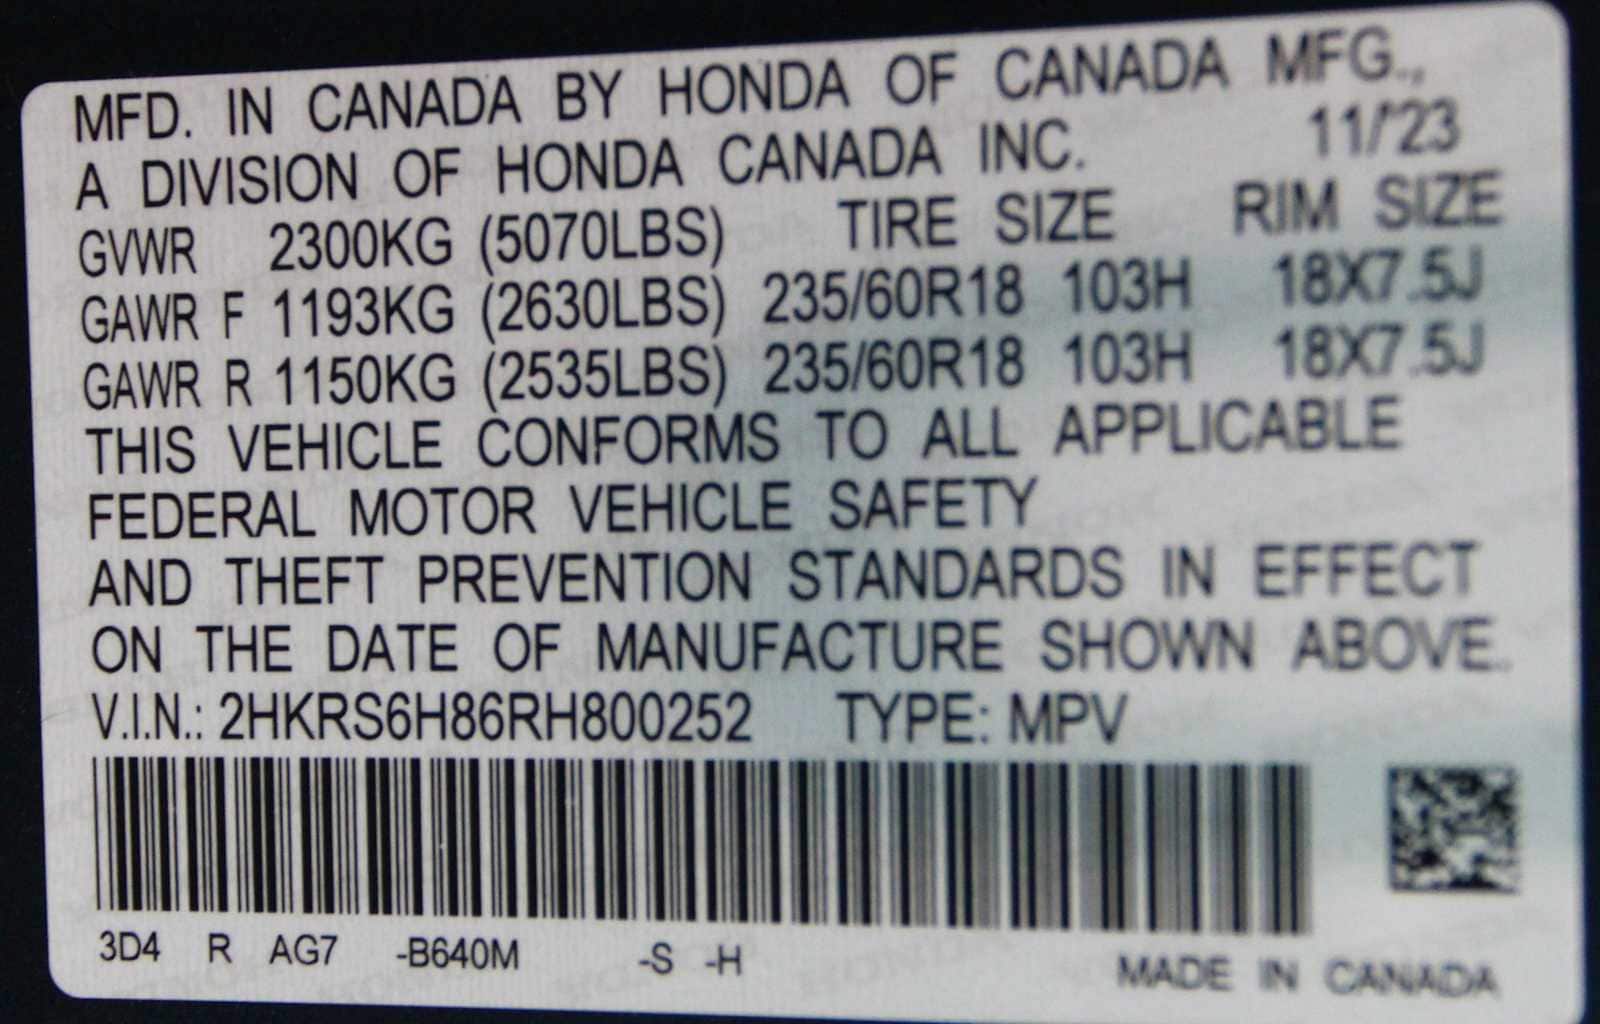 MFD. IN CANADA BY HONDA OF CANADA MFG.,
A DIVISION OF HONDA CANADA INC. 11/'23
GVWR 2300KG (5070LBS) TIRE SIZE RIM SIZE
GAWR F 1193KG (2630LBS) 235/60R18 103H 18X7.5J
GAWR R 1150KG (2535LBS) 235/60R18 103H 18X7.5J
THIS VEHICLE CONFORMS TO ALL APPLICABLE
FEDERAL MOTOR VEHICLE SAFETY
AND THEFT PREVENTION STANDARDS IN EFFECT
ON THE DATE OF MANUFACTURE SHOWN ABOVE.
V.I.N.: 2HKRS6H86RH800252 TYPE: MPV
3D4 R AG7 -B640M -S -H
MADE IN CANADA